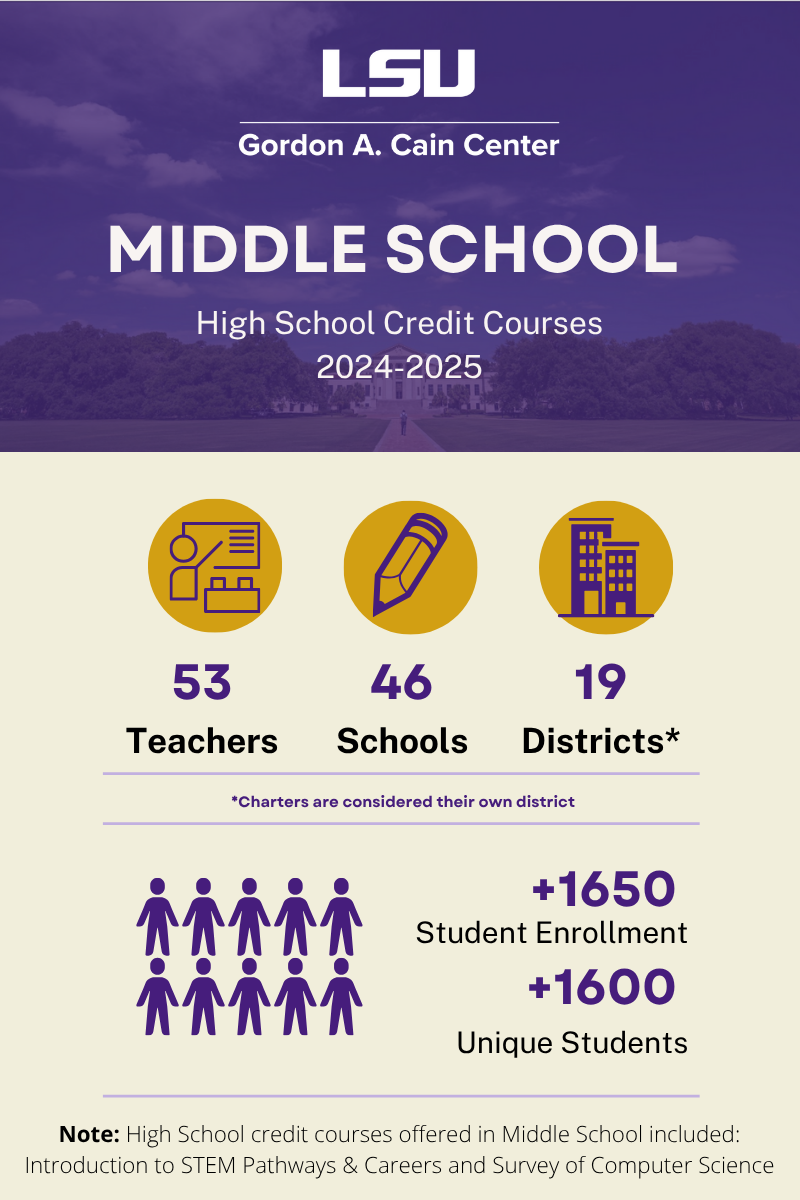 LSU
Gordon A. Cain Center
MIDDLE SCHOOL
High School Credit Courses
2024-2025
53
Teachers
46
Schools
19
Districts*
*Charters are considered their own district
+1650
Student Enrollment
+1600
Unique Students
Note: High School credit courses offered in Middle School included:
Introduction to STEM Pathways & Careers and Survey of Computer Science